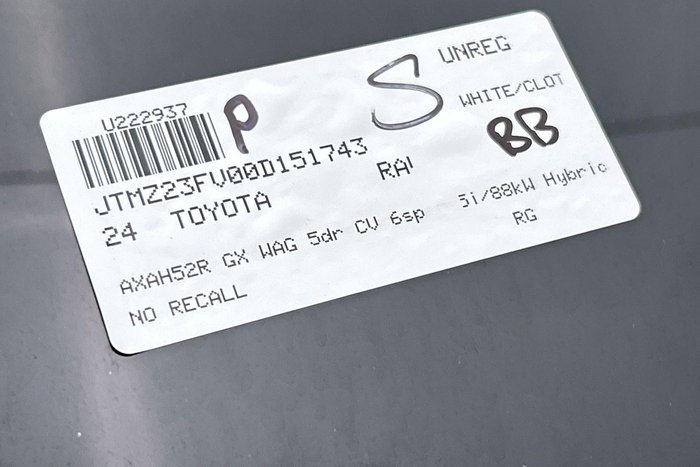 U222937 P S UNREG
WHITE/CLOT
BB
JTMZ23FV00D151743
24 TOYOTA RA
AXAH52R GX WAG 5dr CV 6sp 5i/88kW Hybric
RG
NO RECALL